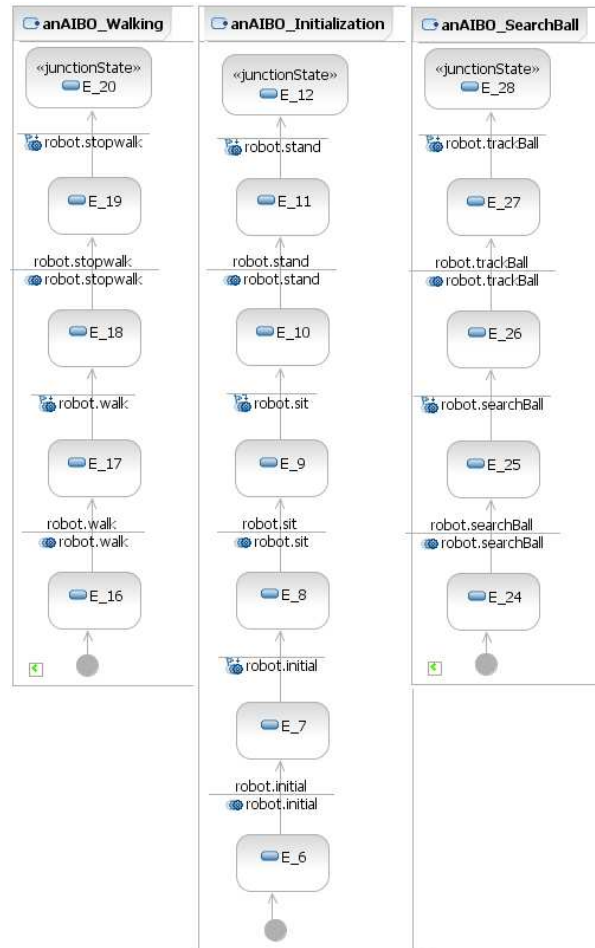 anAIBO_Walking
«junctionState»
E_20
robot.stopwalk
E_19
robot.stopwalk
robot.stopwalk
E_18
robot.walk
E_17
robot.walk
robot.walk
E_16
anAIBO_Initialization
«junctionState»
E_12
robot.stand
E_11
robot.stand
robot.stand
E_10
robot.sit
E_9
robot.sit
robot.sit
E_8
robot.initial
E_7
robot.initial
robot.initial
E_6
anAIBO_SearchBall
«junctionState»
E_28
robot.trackBall
E_27
robot.trackBall
robot.trackBall
E_26
robot.searchBall
E_25
robot.searchBall
robot.searchBall
E_24